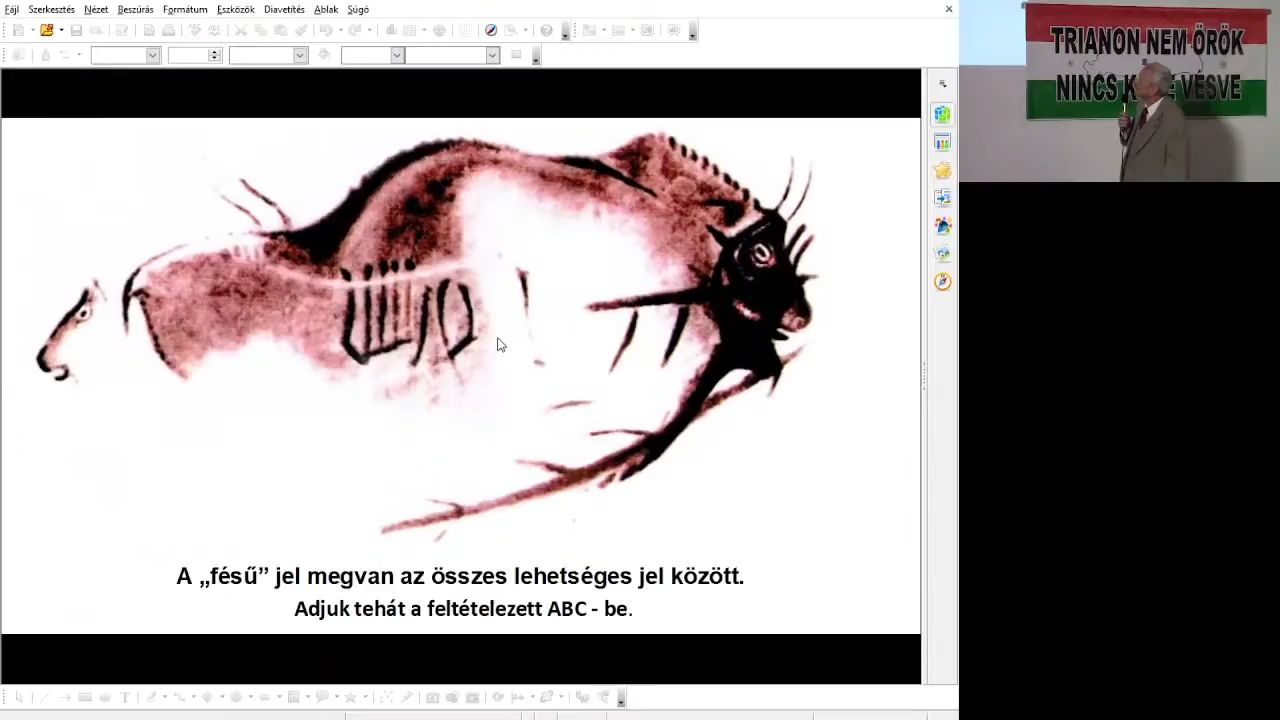 Fájl Szerkesztés Nézet Beszúrás Formátum Eszközök Diavetítés Ablak Súgó
TRIANON NEM ÖRÖK
NINCS K E VÉSVE
A „fésű” jel megvan az összes lehetséges jel között.
Adjuk tehát a feltételezett ABC - be.